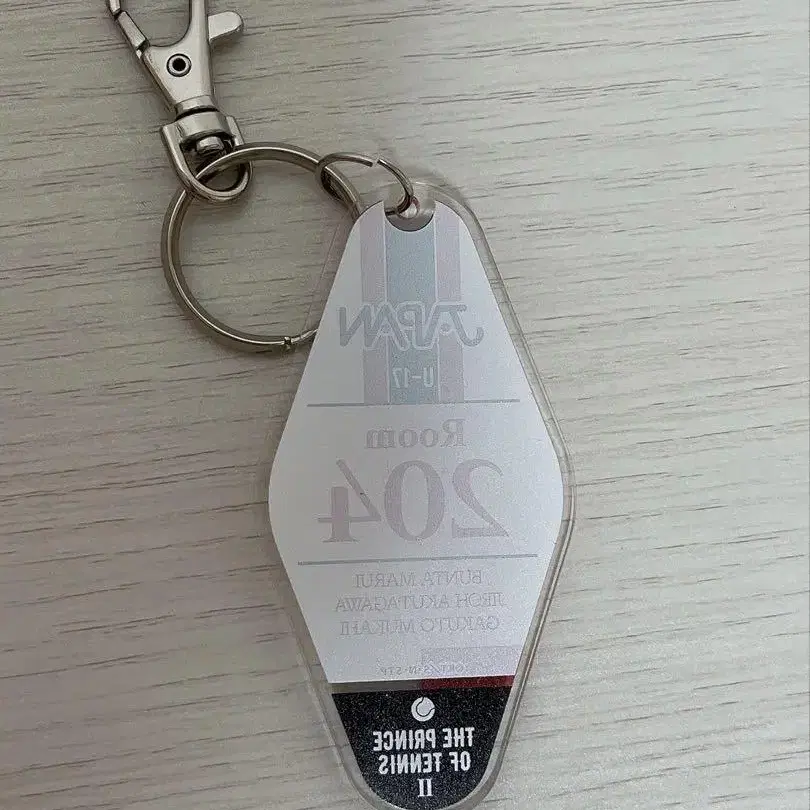 JAPAN
U-17
Room
204
BUNTA MARUI
JIROH AKUTAGAWA
GAKUTO MUKAHI
THE PRINCE
OF TENNIS
II